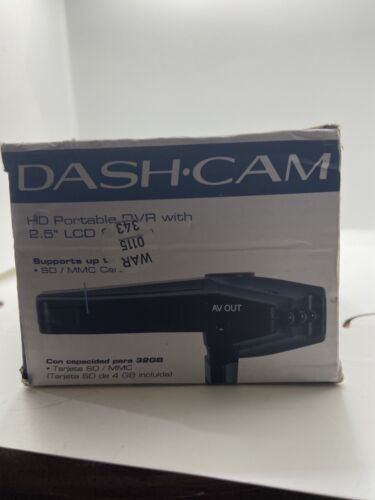 DASH•CAM
HD Portable DVR with
2.5" LCD
343
0115
WAR
Supports up
• SD / MMC
AV OUT
Con capacidad para 32GB
• Tarjeta SD / MMC
(Tarjeta SD de 4 GB incluida)